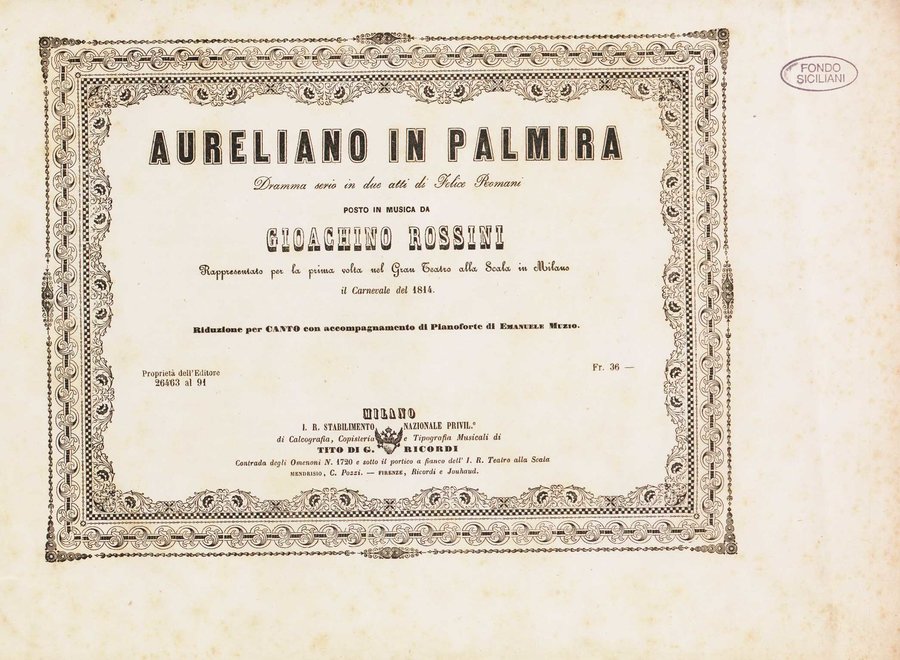 FONDO
SICILIANI
AURELIANO IN PALMIRA
Dramma serio in due atti di Felice Romani
POSTO IN MUSICA DA
GIOACHINO ROSSINI
Rappresentato per la prima volta nel Gran Teatro alla Scala in Milano
il Carnevale del 1814.
Riduzione per CANTO con accompagnamento di Pianoforte di EMANUELE MUZIO.
Proprietà dell'Editore
26463 al 91
Fr. 36 —
MILANO
I. R. STABILIMENTO NAZIONALE PRIVIL.º
di Calcografia, Copisteria e Tipografia Musicali di
TITO DI G. RICORDI
Contrada degli Omenoni N. 1720 e sotto il portico a fianco dell' I. R. Teatro alla Scala
MENDRISIO, C. Pozzi. — FIRENZE, Ricordi e Jouhaud.